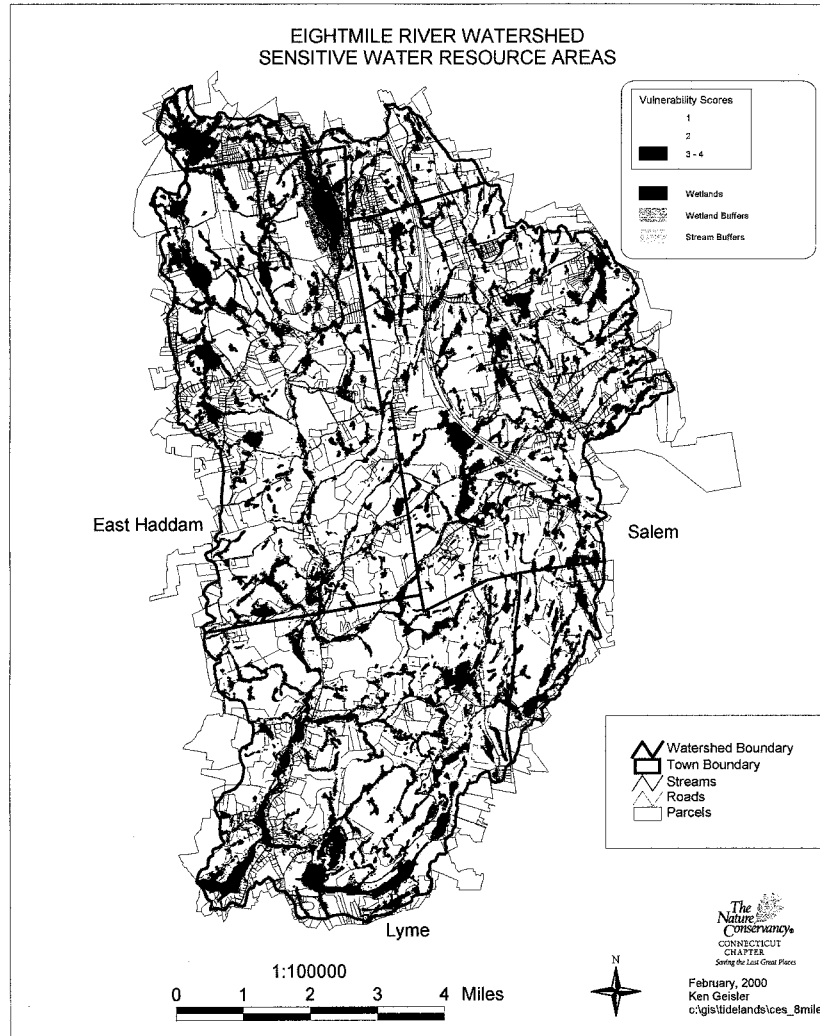 EIGHTMILE RIVER WATERSHED
SENSITIVE WATER RESOURCE AREAS
Vulnerability Scores
1
2
3 - 4
Wetlands
Wetland Buffers
Stream Buffers
East Haddam
Salem
Watershed Boundary
Town Boundary
Streams
Roads
Parcels
Lyme
The
Nature
Conservancy®
CONNECTICUT
CHAPTER
Saving the Last Great Places
1:100000
0 1 2 3 4 Miles
N
February, 2000
Ken Geisler
c:\gis\tidelands\ces_8mile